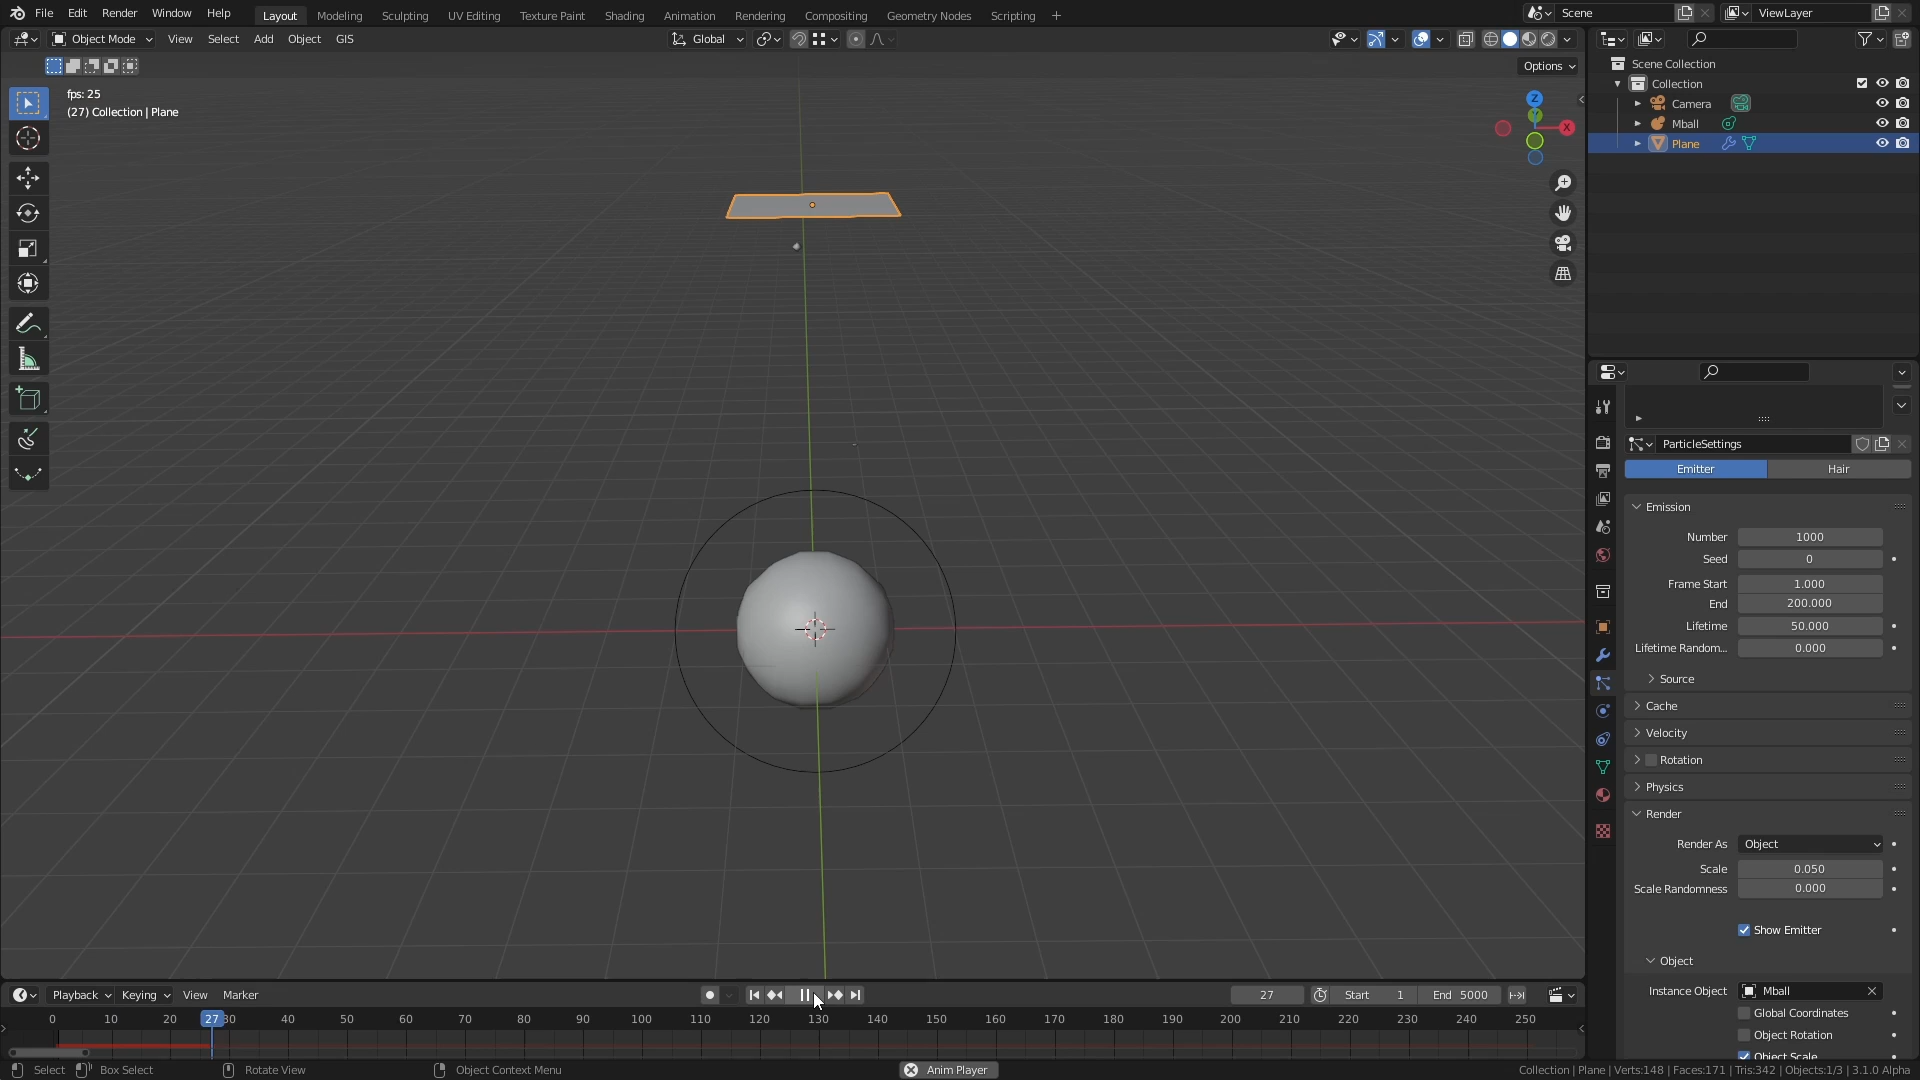 File Edit Render Window Help Layout Modeling Sculpting UV Editing Texture Paint Shading Animation Rendering Compositing Geometry Nodes Scripting + Scene ViewLayer
Object Mode View Select Add Object GIS Global
Options
fps: 25
(27) Collection | Plane
Z
X
Scene Collection
Collection
Camera
Mball
Plane
ParticleSettings
Emitter Hair
Emission
Number 1000
Seed 0
Frame Start 1.000
End 200.000
Lifetime 50.000
Lifetime Random... 0.000
Source
Cache
Velocity
Rotation
Physics
Render
Render As Object
Scale 0.050
Scale Randomness 0.000
Show Emitter
Object
Instance Object Mball
Global Coordinates
Object Rotation
Object Scale
Playback Keying View Marker 27 Start 1 End 5000
0 10 20 27 30 40 50 60 70 80 90 100 110 120 130 140 150 160 170 180 190 200 210 220 230 240 250
Select Box Select Rotate View Object Context Menu Anim Player Collection | Plane | Verts:148 | Faces:171 | Tris:342 | Objects:1/3 | 3.1.0 Alpha